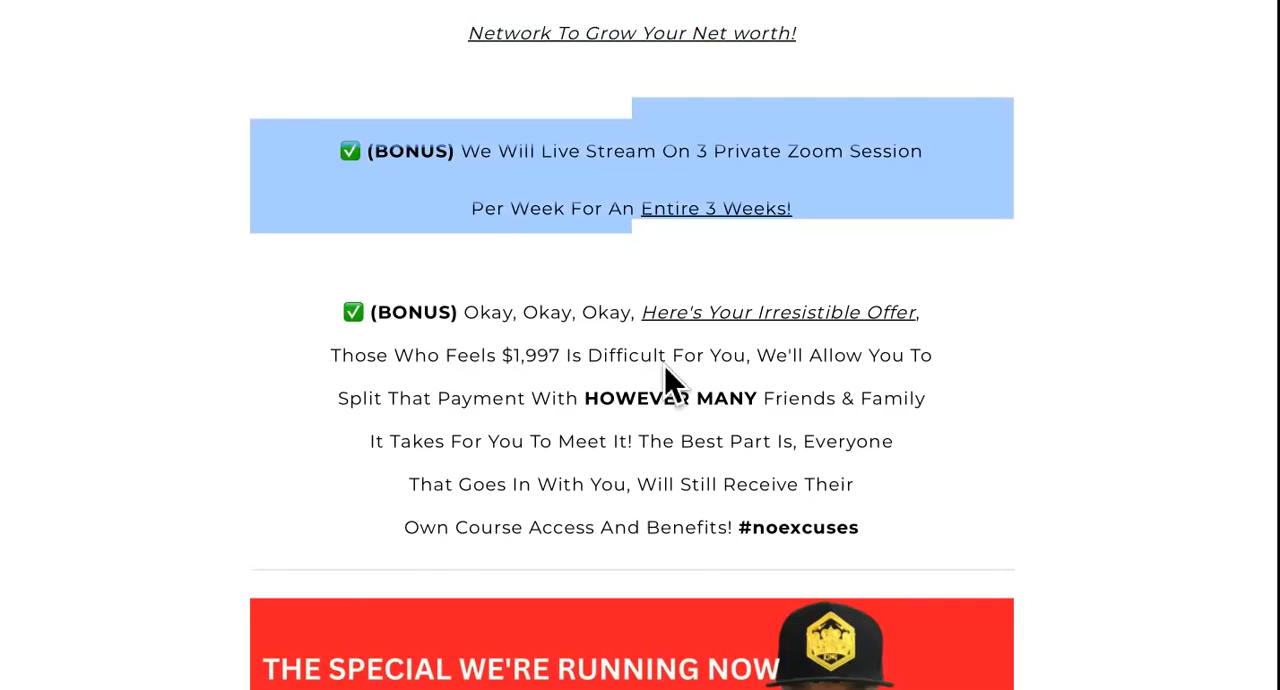 Network To Grow Your Net worth!
✅ (BONUS) We Will Live Stream On 3 Private Zoom Session
Per Week For An Entire 3 Weeks!
✅ (BONUS) Okay, Okay, Okay, Here's Your Irresistible Offer,
Those Who Feels $1,997 Is Difficult For You, We'll Allow You To
Split That Payment With HOWEVER MANY Friends & Family
It Takes For You To Meet It! The Best Part Is, Everyone
That Goes In With You, Will Still Receive Their
Own Course Access And Benefits! #noexcuses
THE SPECIAL WE'RE RUNNING NOW